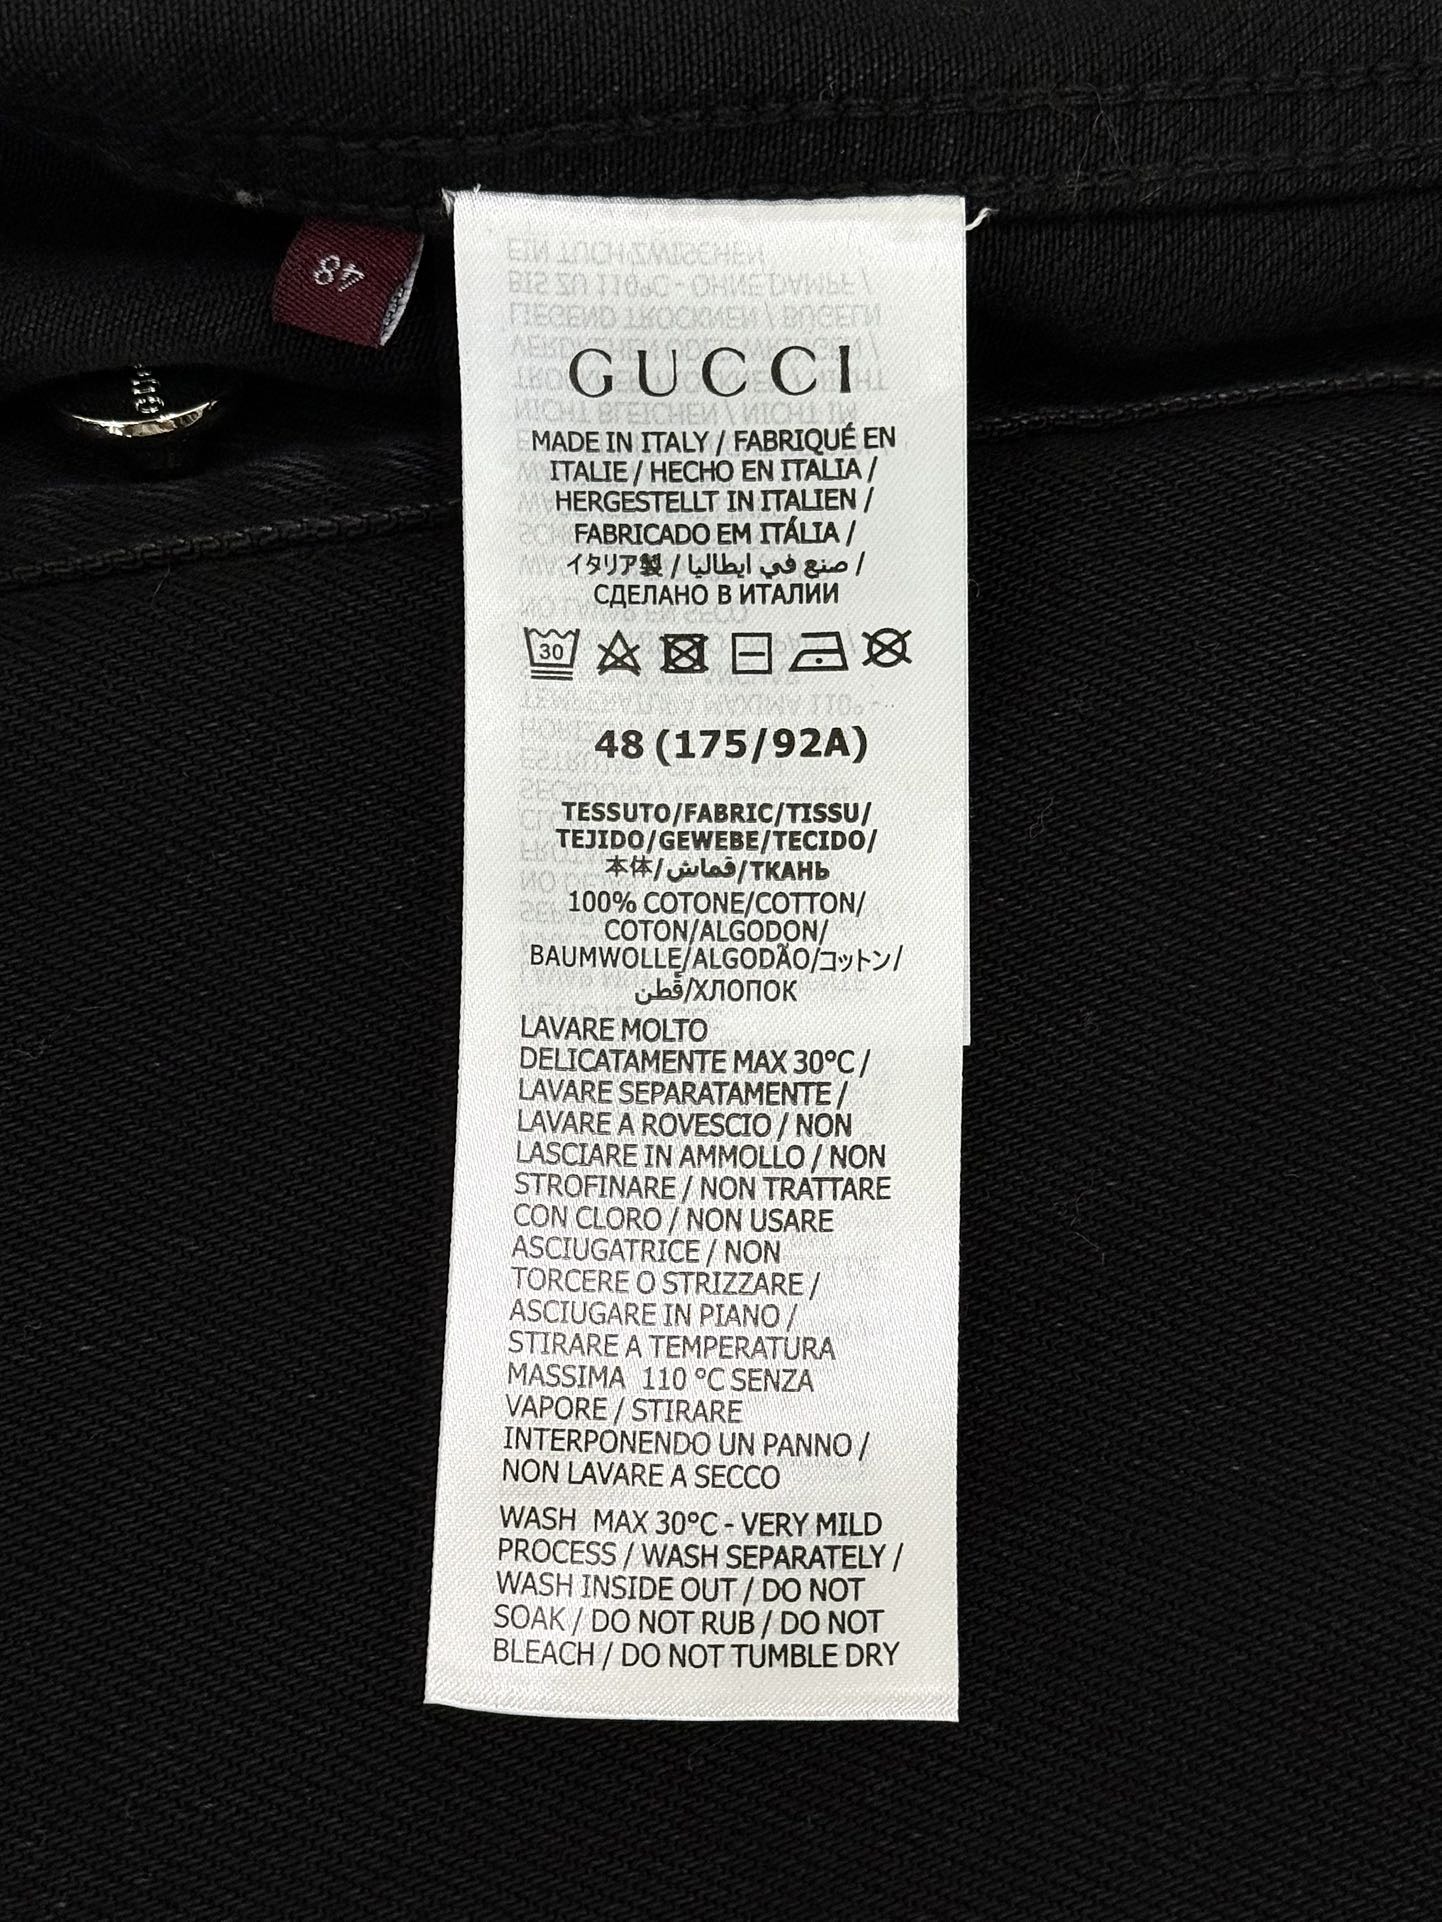 48
GUCCI
MADE IN ITALY / FABRIQUÉ EN
ITALIE / HECHO EN ITALIA /
HERGESTELLT IN ITALIEN /
FABRICADO EM ITÁLIA /
イタリア製 / صنع في ايطاليا /
СДЕЛАНО В ИТАЛИИ
30
48 (175/92A)
TESSUTO/FABRIC/TISSU/
TEJIDO/GEWEBE/TECIDO/
本体/قماش/ТКАНЬ
100% COTONE/COTTON/
COTON/ALGODON/
BAUMWOLLE/ALGODÃO/コットン/
قطن/ХЛОПОК
LAVARE MOLTO
DELICATAMENTE MAX 30°C /
LAVARE SEPARATAMENTE /
LAVARE A ROVESCIO / NON
LASCIARE IN AMMOLLO / NON
STROFINARE / NON TRATTARE
CON CLORO / NON USARE
ASCIUGATRICE / NON
TORCERE O STRIZZARE /
ASCIUGARE IN PIANO /
STIRARE A TEMPERATURA
MASSIMA 110 °C SENZA
VAPORE / STIRARE
INTERPONENDO UN PANNO /
NON LAVARE A SECCO
WASH MAX 30°C - VERY MILD
PROCESS / WASH SEPARATELY /
WASH INSIDE OUT / DO NOT
SOAK / DO NOT RUB / DO NOT
BLEACH / DO NOT TUMBLE DRY